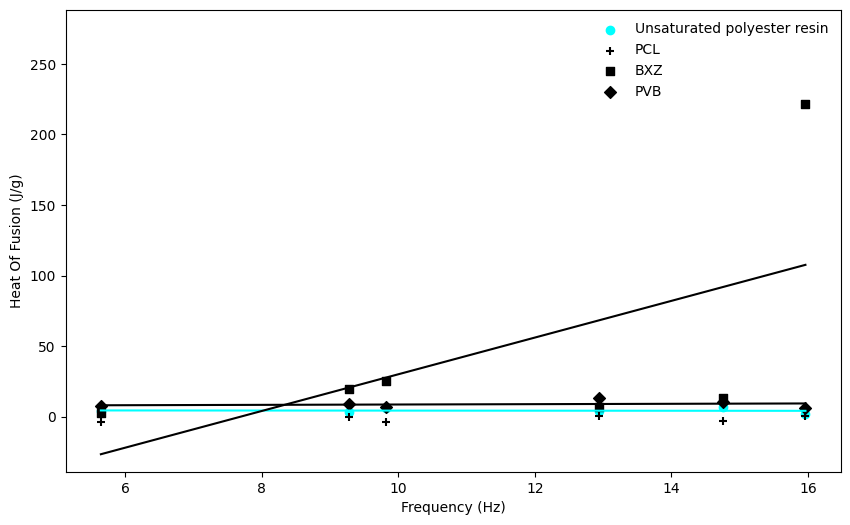 Unsaturated polyester resin
PCL
BXZ
PVB
250
200
150
100
50
0
Heat Of Fusion (J/g)
6 8 10 12 14 16
Frequency (Hz)